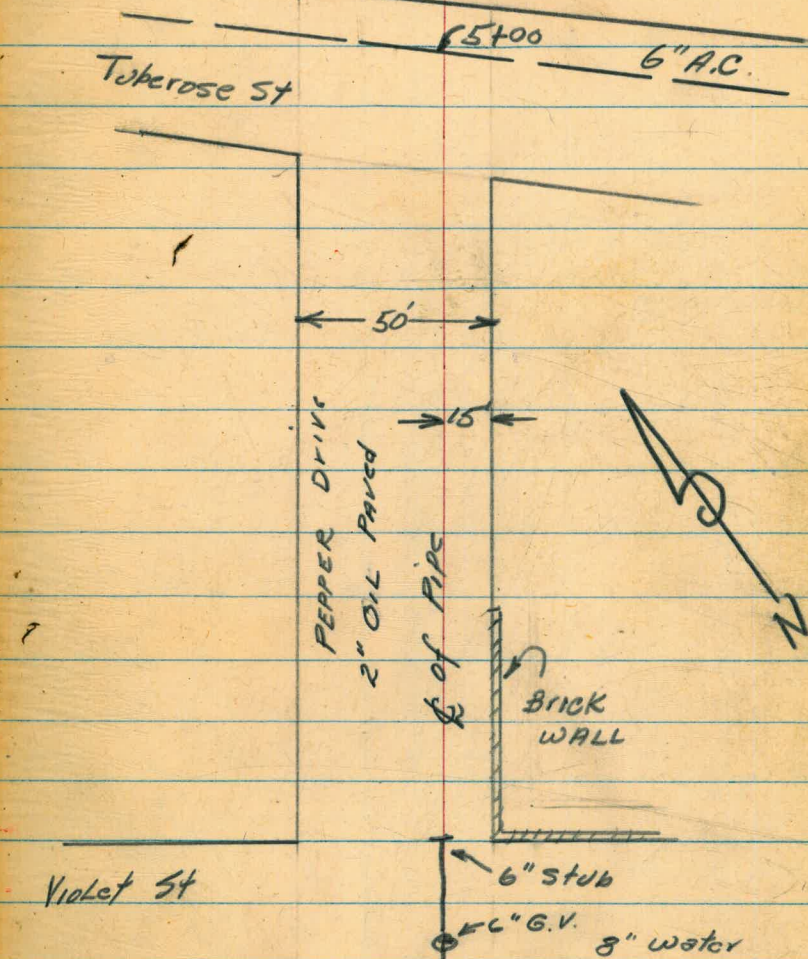 5+00
6" A.C.
Tuberose St
50'
15'
PEPPER Drive
2" OIL PAved
℄ of Pipe
BRICK
WALL
N
6" Stub
Violet St
6" G.V.
8" water